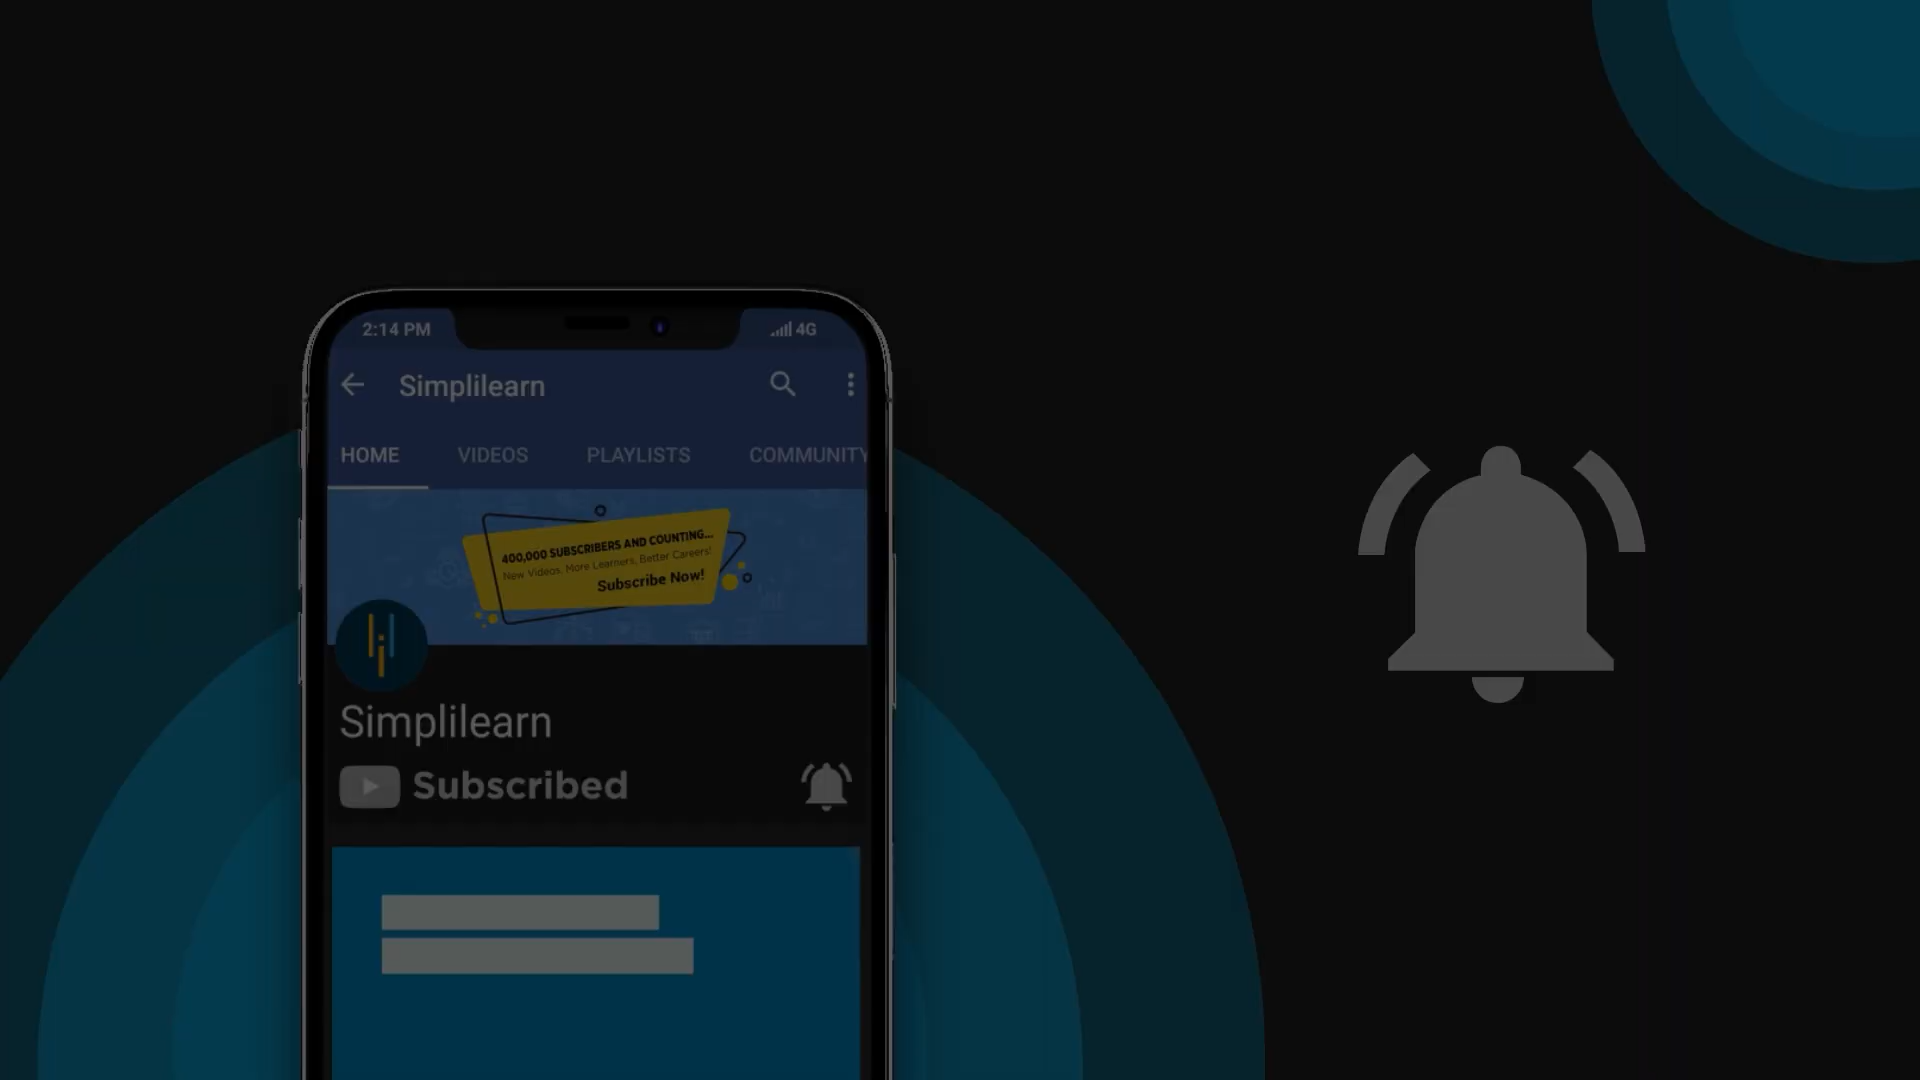 2:14 PM
4G
Simplilearn
HOME VIDEOS PLAYLISTS COMMUNITY
400,000 SUBSCRIBERS AND COUNTING...
New Videos, More Learners, Better Careers!
Subscribe Now!
Simplilearn
Subscribed